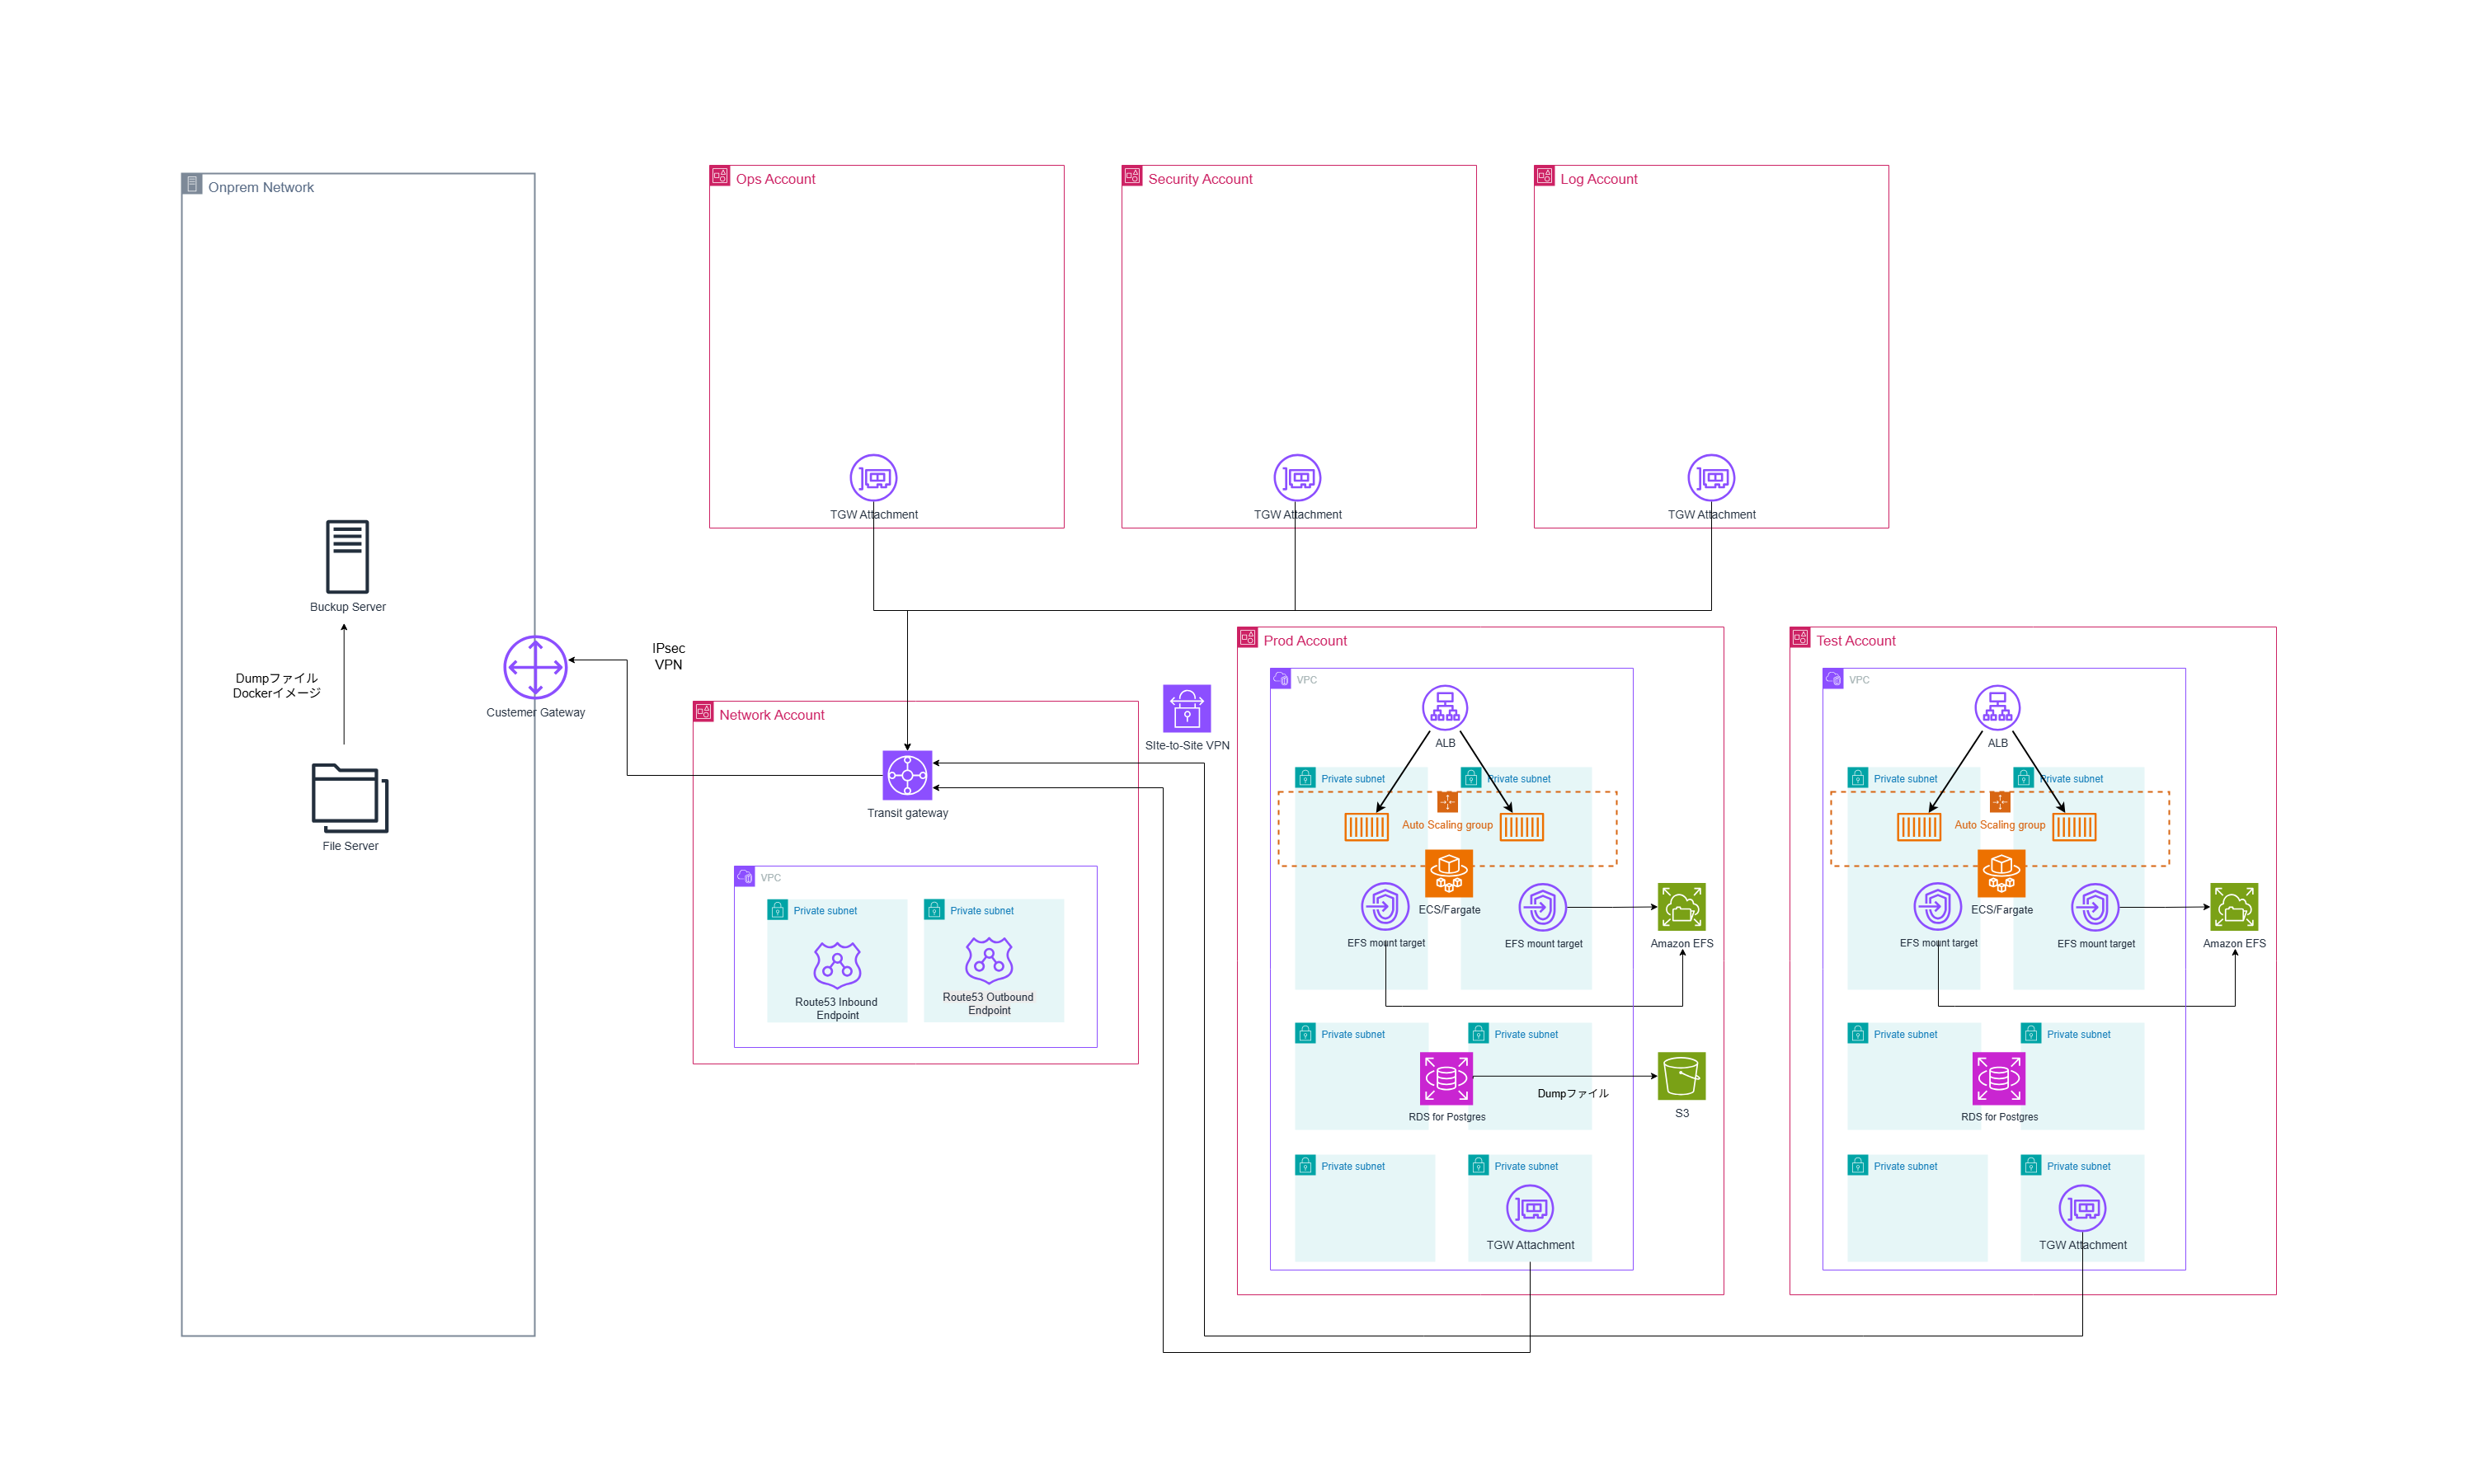 Onprem Network
Buckup Server
Dumpファイル
Dockerイメージ
File Server
Custemer Gateway
IPsec
VPN
Ops Account
TGW Attachment
Security Account
TGW Attachment
Log Account
TGW Attachment
Network Account
Transit gateway
VPC
Private subnet
Route53 Inbound
Endpoint
Private subnet
Route53 Outbound
Endpoint
SIte-to-Site VPN
Prod Account
VPC
ALB
Private subnet
Private subnet
Auto Scaling group
ECS/Fargate
EFS mount target
EFS mount target
Amazon EFS
Private subnet
Private subnet
RDS for Postgres
Dumpファイル
S3
Private subnet
Private subnet
TGW Attachment
Test Account
VPC
ALB
Private subnet
Private subnet
Auto Scaling group
ECS/Fargate
EFS mount target
EFS mount target
Amazon EFS
Private subnet
Private subnet
RDS for Postgres
Private subnet
Private subnet
TGW Attachment